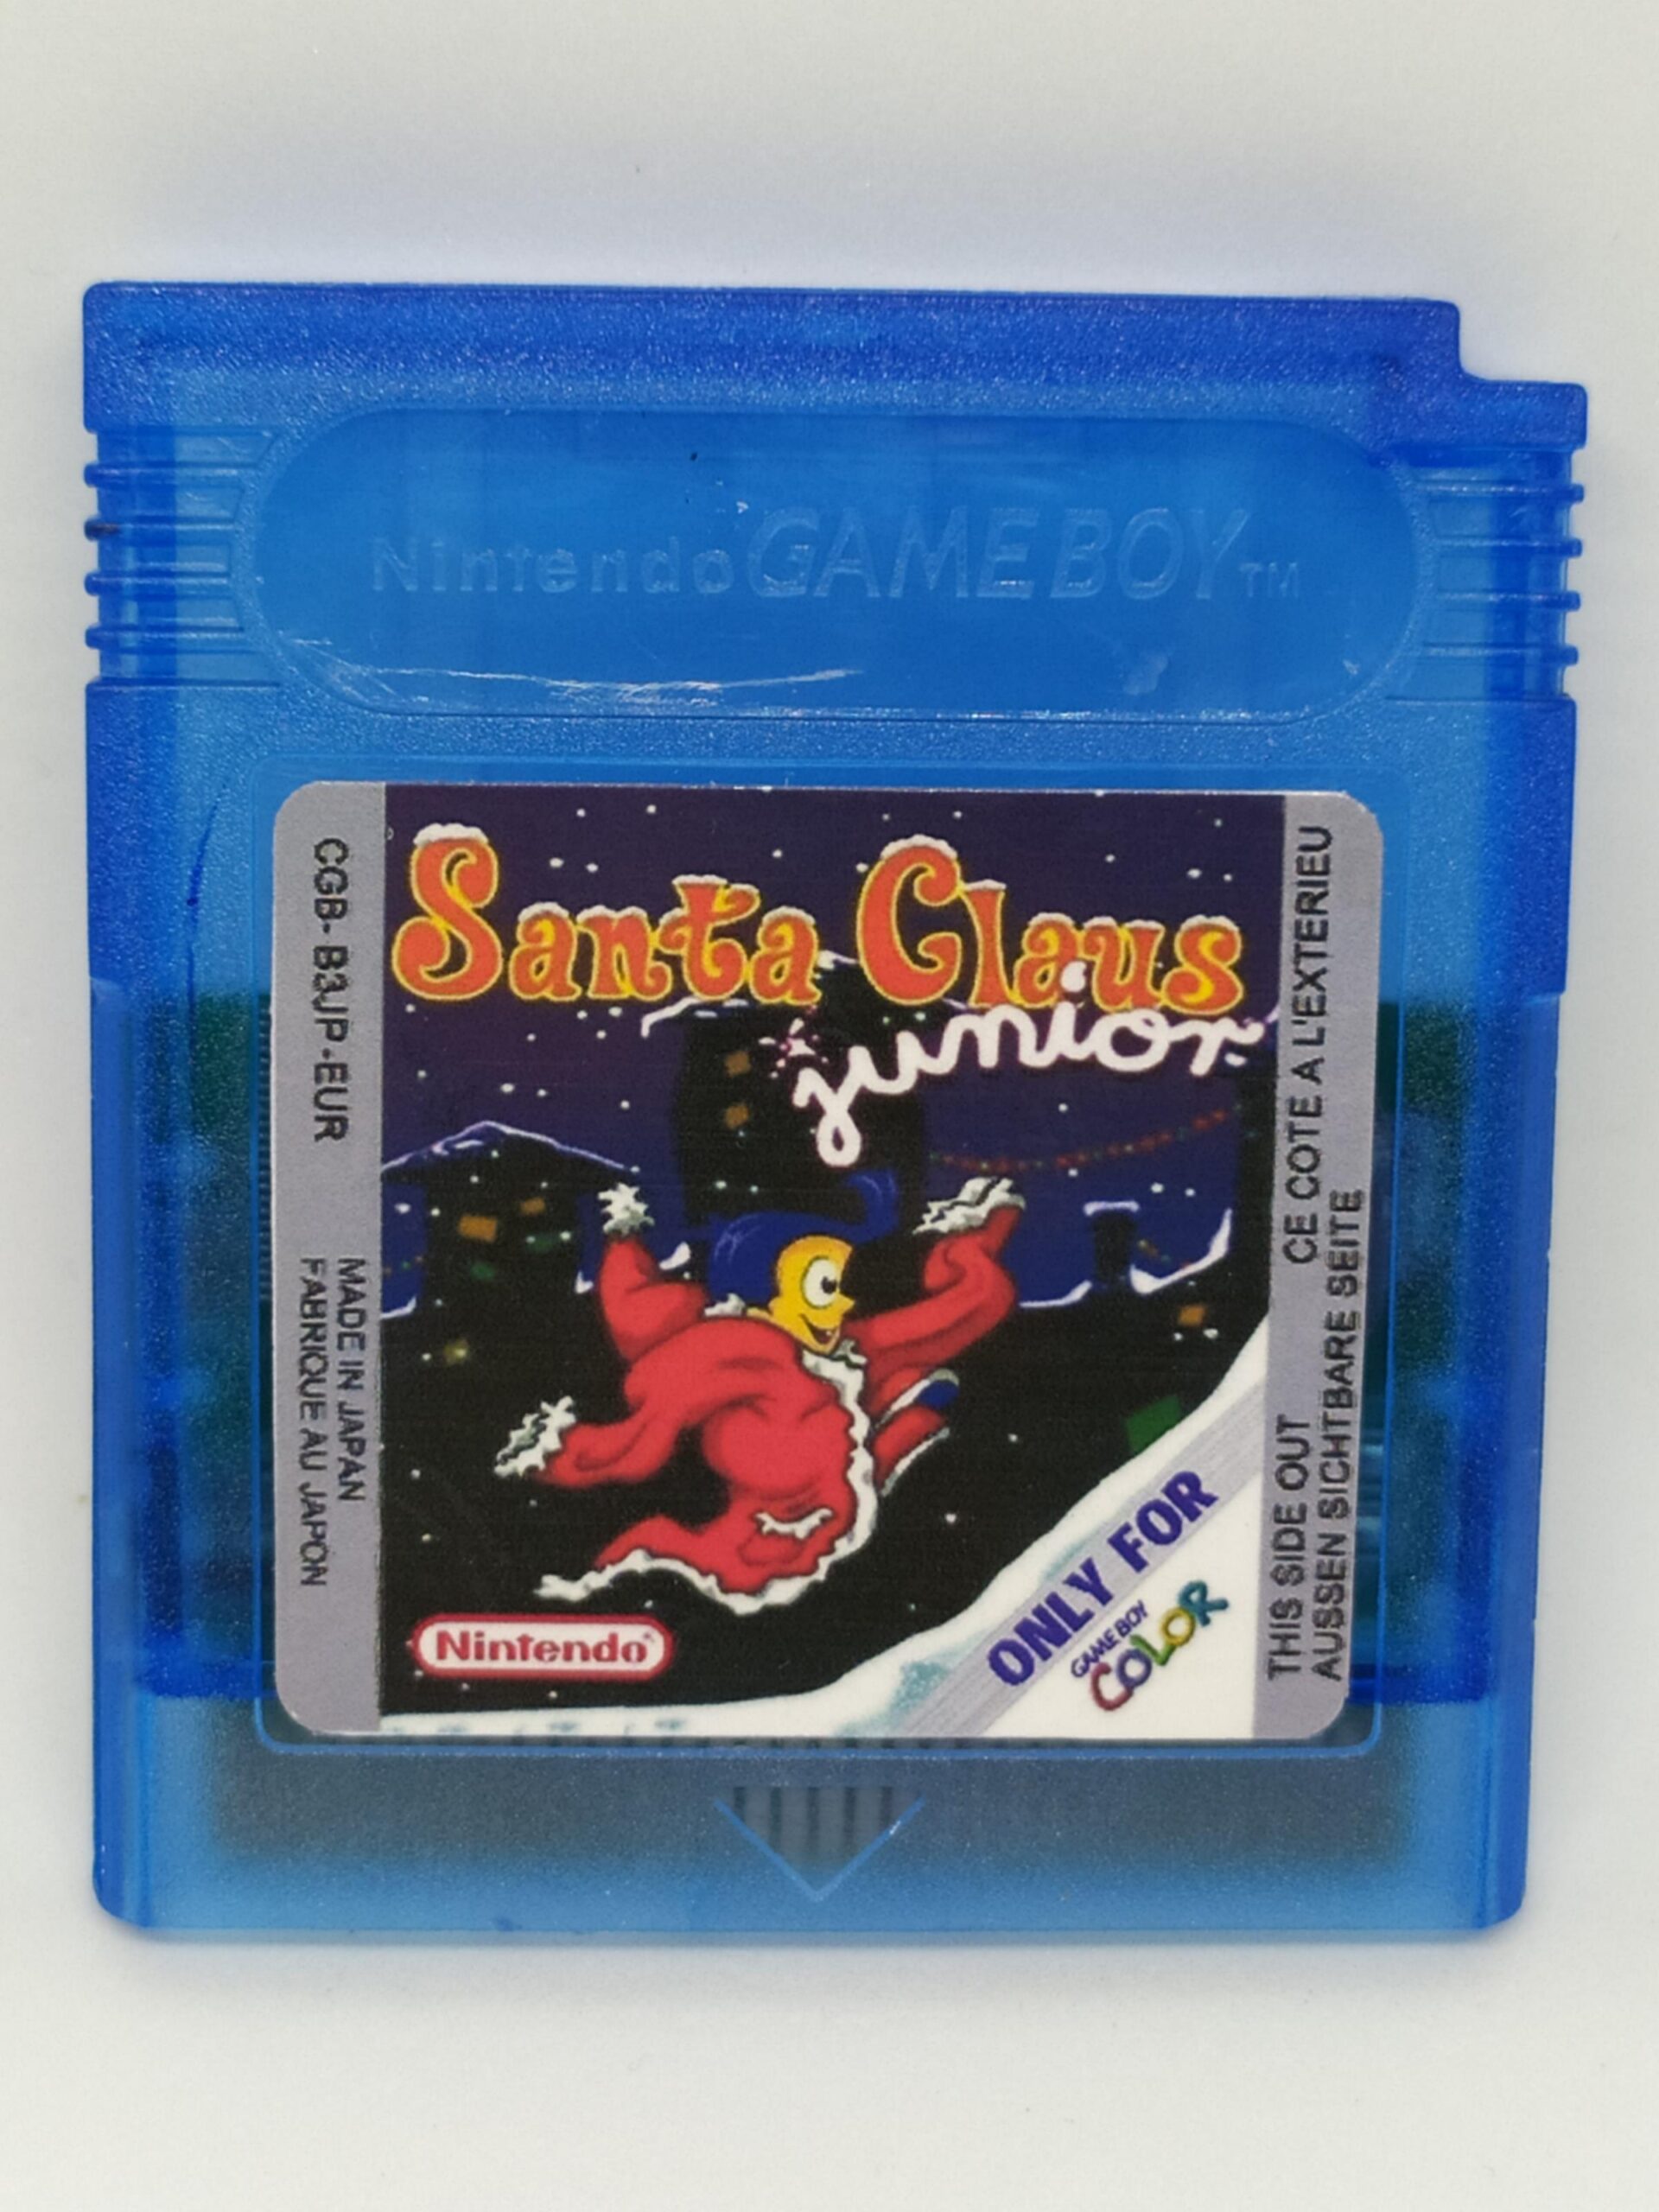 Nintendo GAME BOY TM
Santa Claus
junior
CGB-B3JP-EUR
MADE IN JAPAN
FABRIQUE AU JAPON
Nintendo
ONLY FOR
GAME BOY
COLOR
THIS SIDE OUT CE COTE A L'EXTERIEU
AUSSEN SICHTBARE SEITE